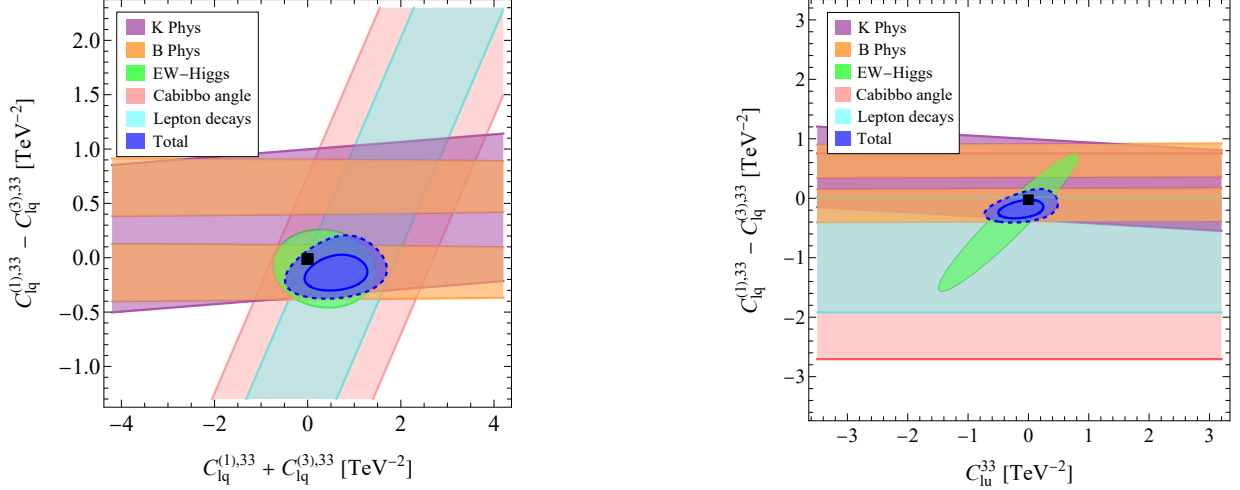 K Phys
B Phys
EW−Higgs
Cabibbo angle
Lepton decays
Total
2.0
1.5
1.0
0.5
0.0
−0.5
−1.0
−4
−2
0
2
4
C_lq^(1),33 − C_lq^(3),33 [TeV^−2]
C_lq^(1),33 + C_lq^(3),33 [TeV^−2]
K Phys
B Phys
EW−Higgs
Cabibbo angle
Lepton decays
Total
3
2
1
0
−1
−2
−3
−3
−2
−1
0
1
2
3
C_lq^(1),33 − C_lq^(3),33 [TeV^−2]
C_lu^33 [TeV^−2]